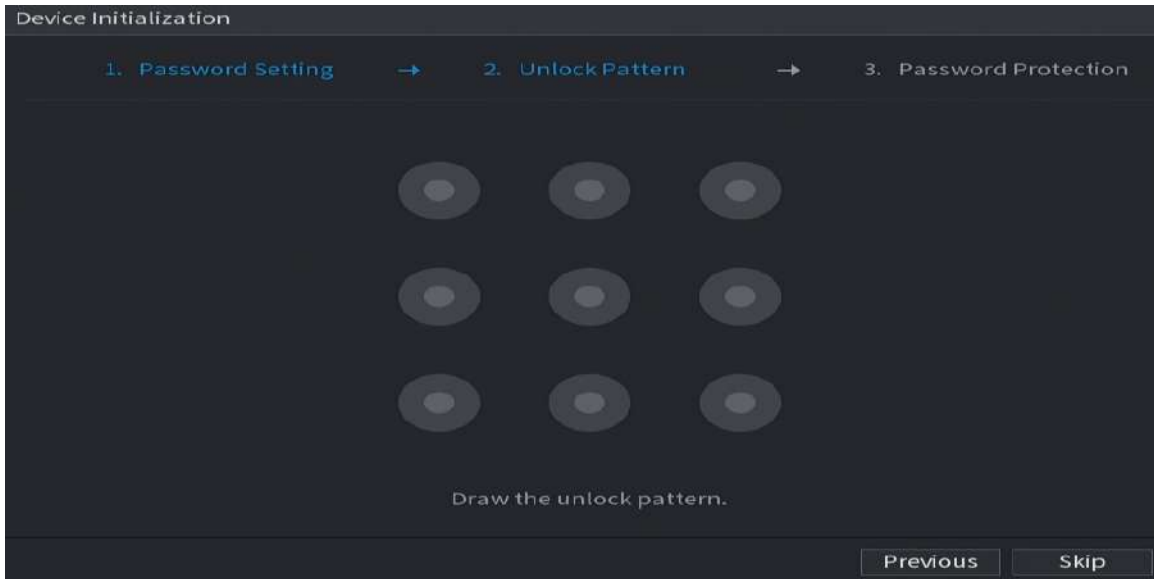 Device Initialization
1. Password Setting → 2. Unlock Pattern → 3. Password Protection
Draw the unlock pattern.
Previous Skip